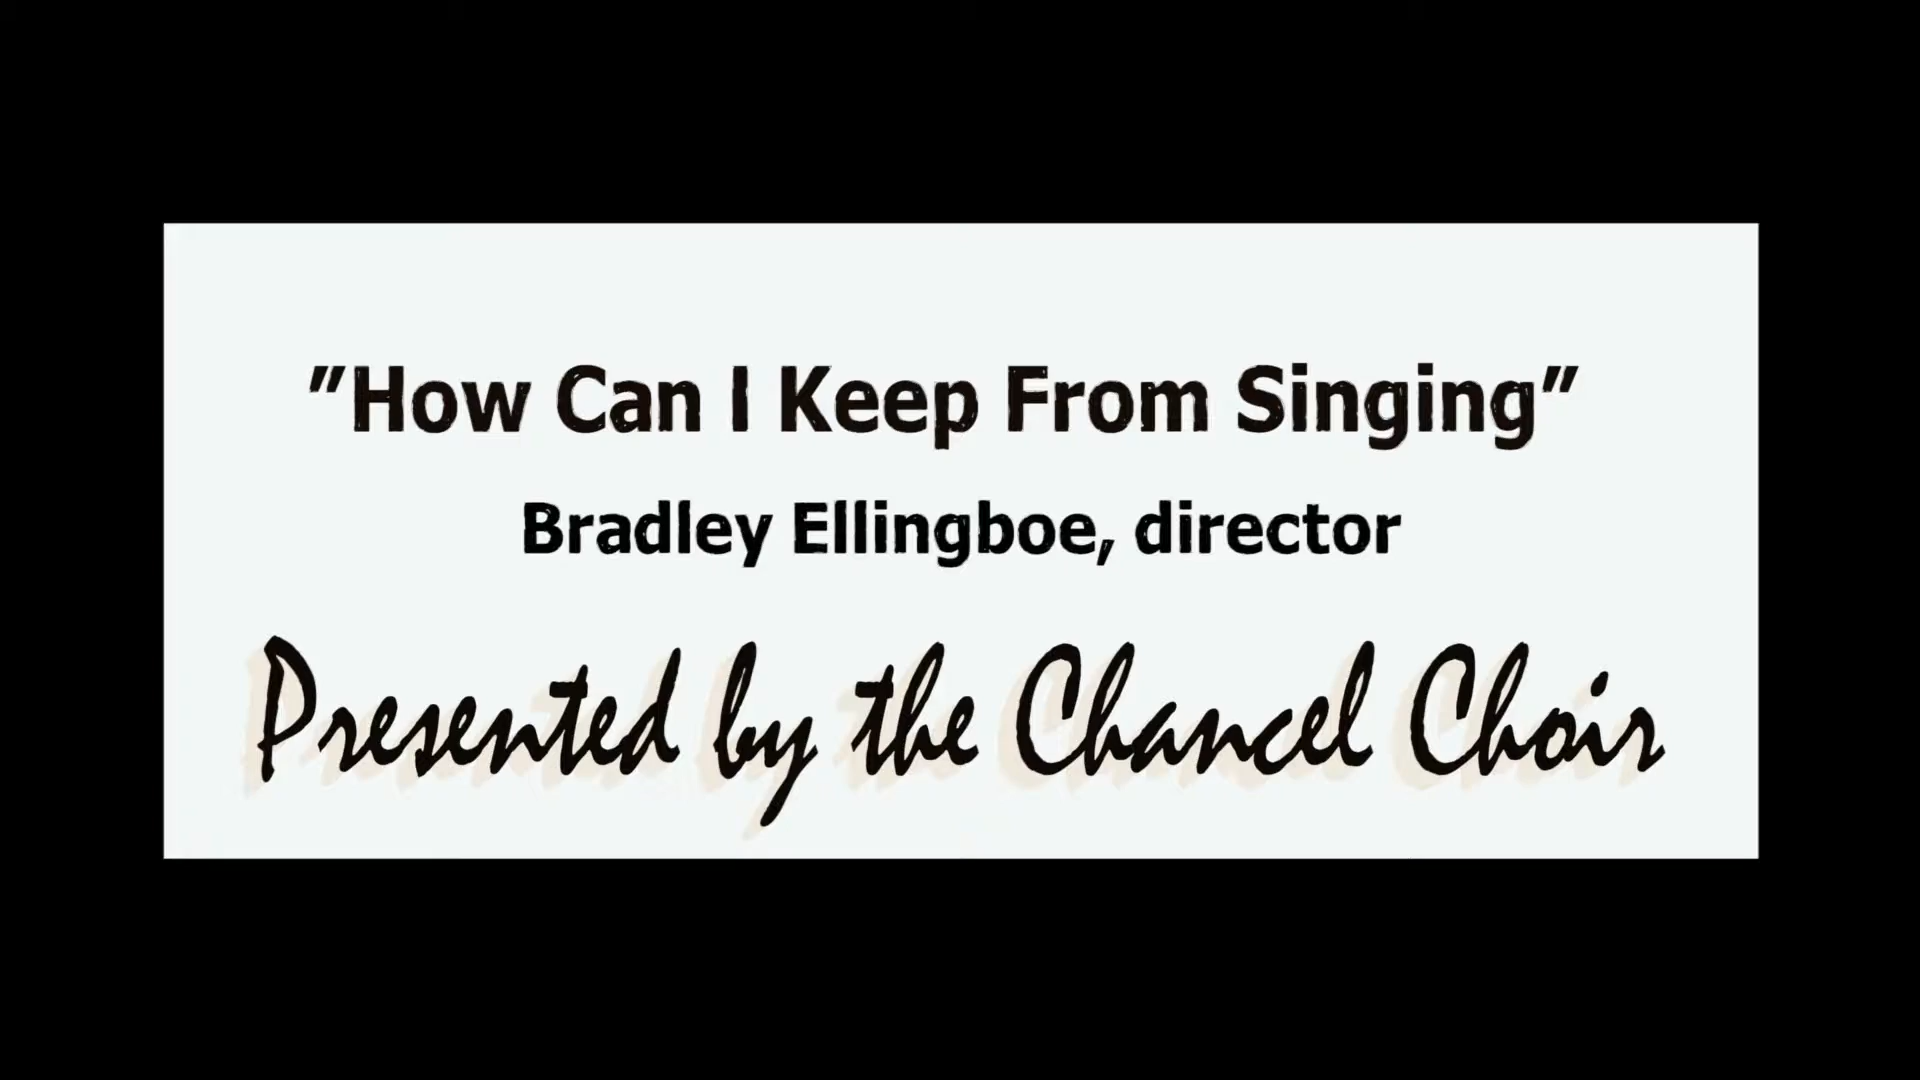 "How Can I Keep From Singing"
Bradley Ellingboe, director
Presented by the Chancel Choir